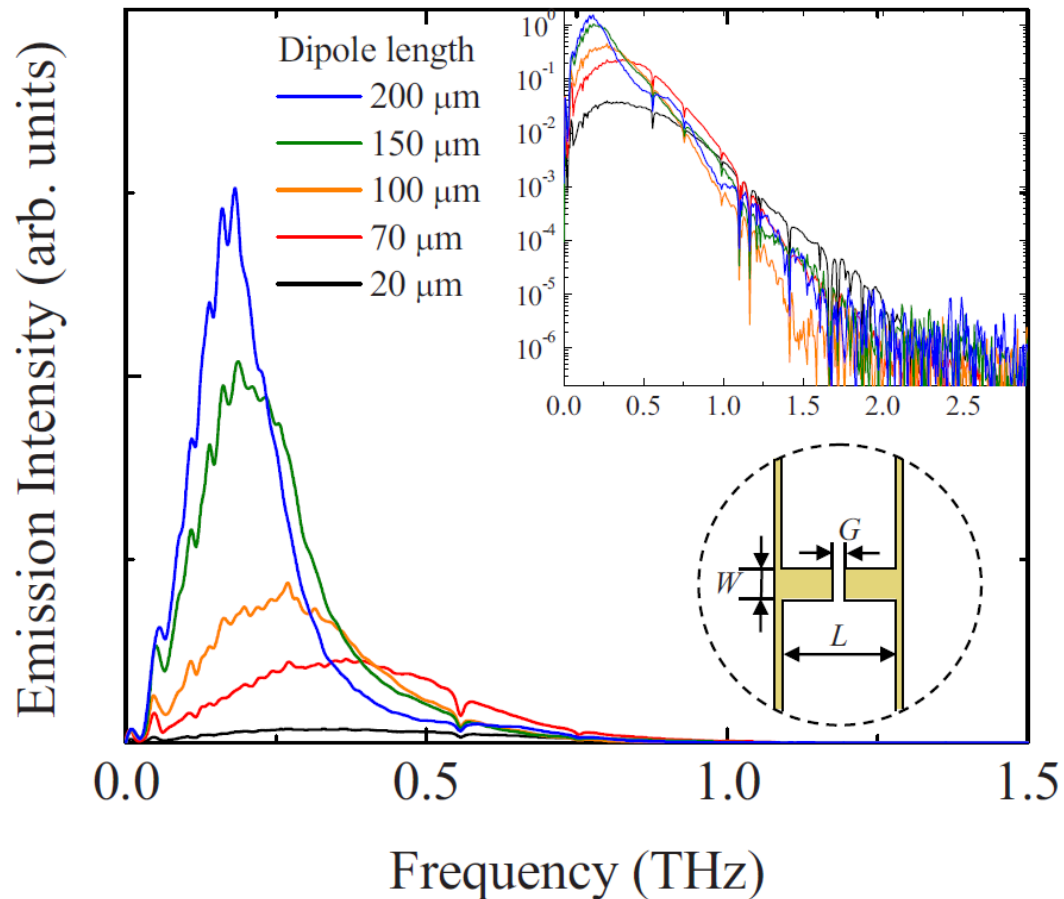 Emission Intensity (arb. units)
Dipole length
200 μm
150 μm
100 μm
70 μm
20 μm
10⁰
10⁻¹
10⁻²
10⁻³
10⁻⁴
10⁻⁵
10⁻⁶
0.0 0.5 1.0 1.5 2.0 2.5
G
W
L
0.0 0.5 1.0 1.5
Frequency (THz)